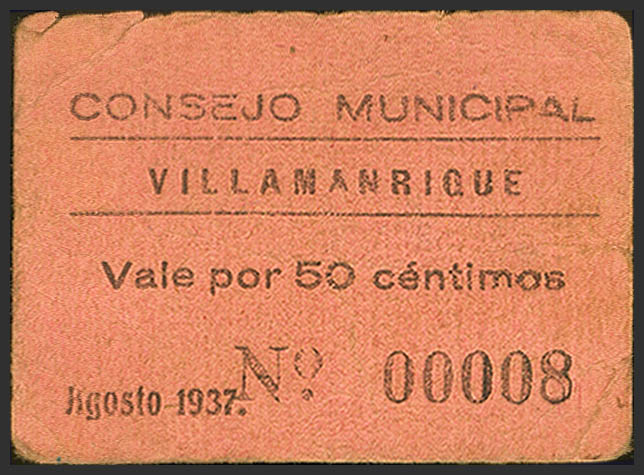 CONSEJO MUNICIPAL
VILLAMANRIQUE
Vale por 50 céntimos
Agosto 1937. Nº 00008